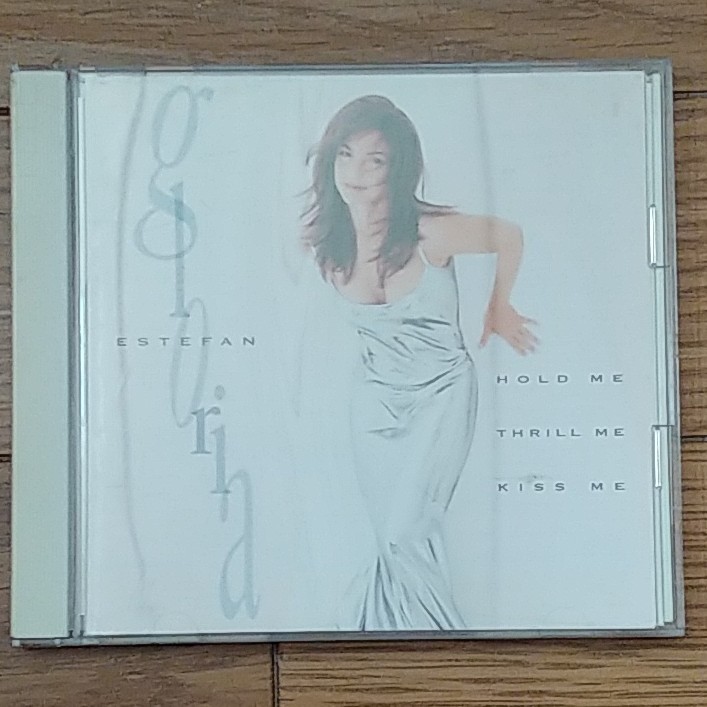 gloria
ESTEFAN
HOLD ME
THRILL ME
KISS ME